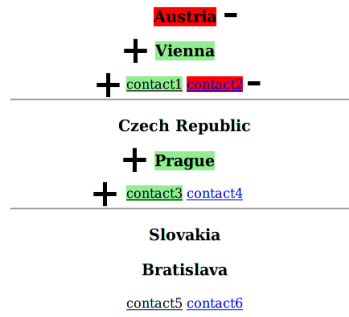 Austria -
+ Vienna
+ contact1 contact2 -
Czech Republic
+ Prague
+ contact3 contact4
Slovakia
Bratislava
contact5 contact6